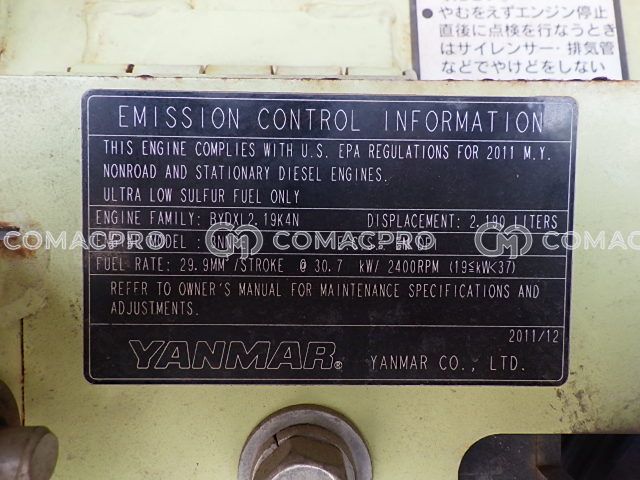 ●やむをえずエンジン停止
直後に点検を行なうとき
はサイレンサー・排気管
などでやけどをしない
EMISSION CONTROL INFORMATION
THIS ENGINE COMPLIES WITH U.S. EPA REGULATIONS FOR 2011 M.Y.
NONROAD AND STATIONARY DIESEL ENGINES.
ULTRA LOW SULFUR FUEL ONLY
ENGINE FAMILY: BYDXL2.19K4N DISPLACEMENT: 2.190 LITERS
COMACPRO COMACPRO COMACPRO
FUEL RATE: 29.9MM³/STROKE @ 30.7 kW/ 2400RPM (19≦kW<37)
REFER TO OWNER'S MANUAL FOR MAINTENANCE SPECIFICATIONS AND
ADJUSTMENTS.
2011/12
YANMAR® YANMAR CO., LTD.